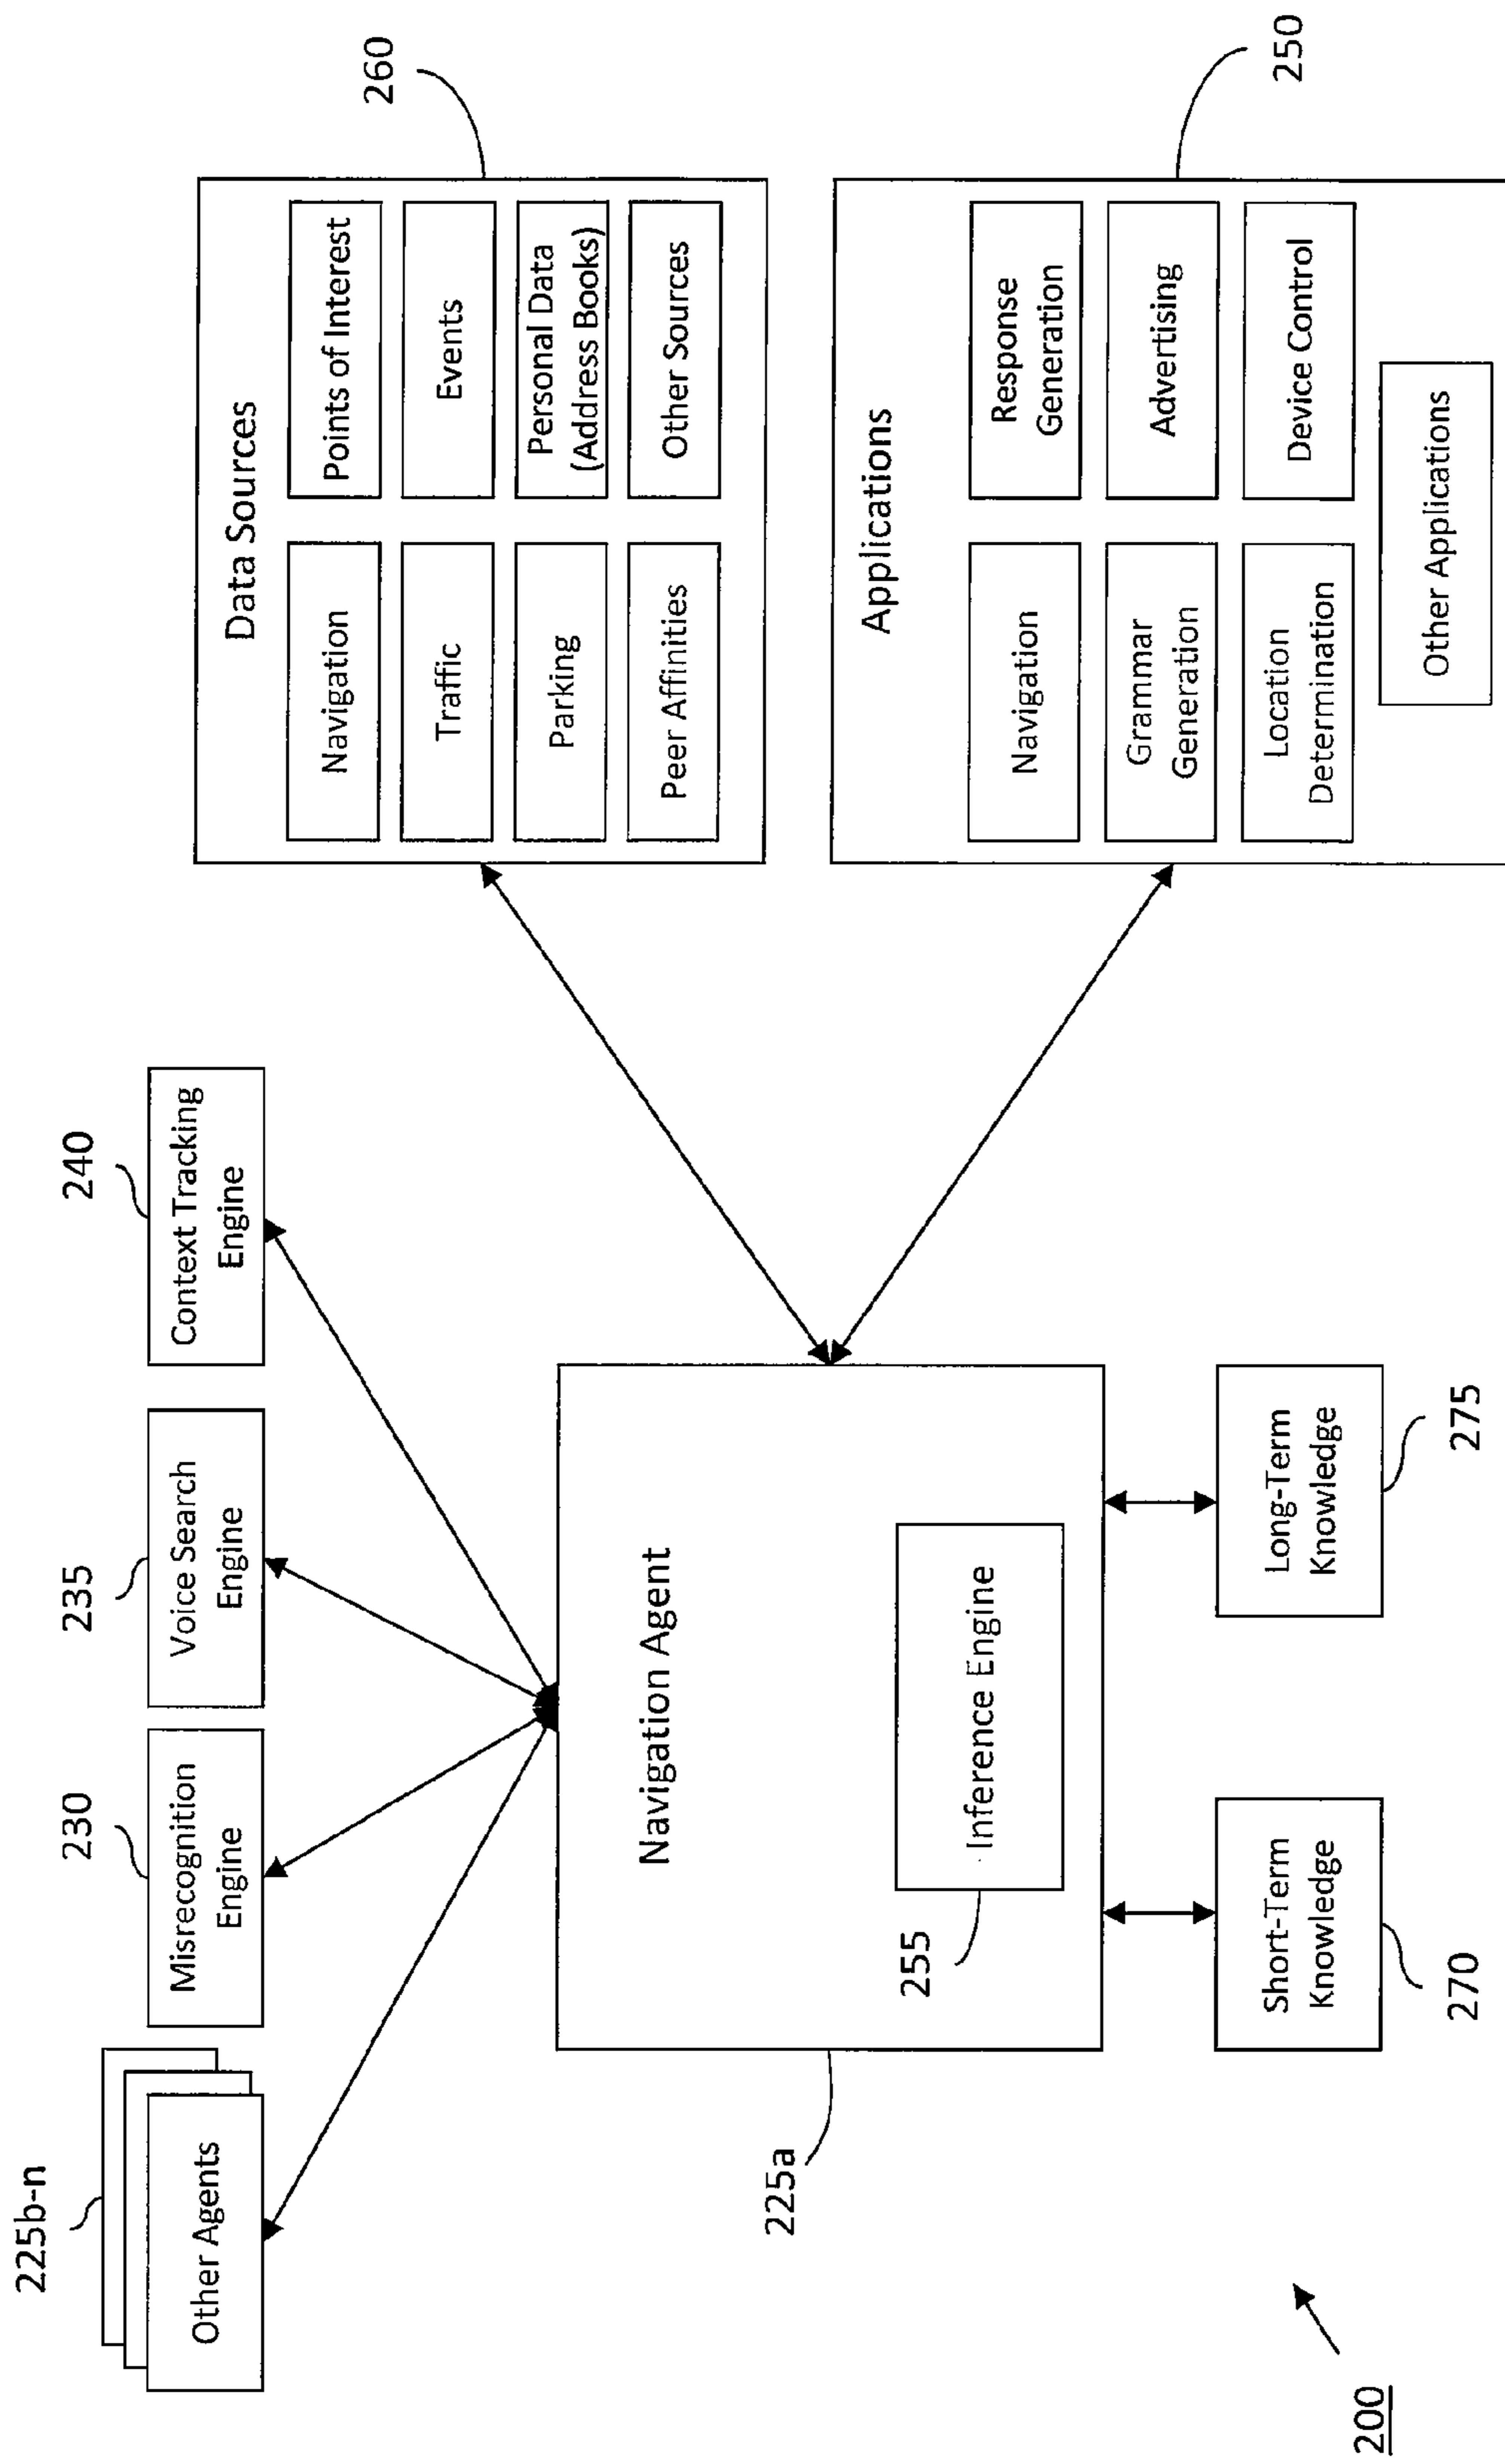 225b-n
Other Agents
230
Misrecognition
Engine
235
Voice Search
Engine
240
Context Tracking
Engine
Navigation Agent
255
Inference Engine
225a
Short-Term
Knowledge
270
Long-Term
Knowledge
275
200
260
Data Sources
Navigation
Points of Interest
Traffic
Events
Parking
Personal Data
(Address Books)
Peer Affinities
Other Sources
Applications
250
Navigation
Response
Generation
Grammar
Generation
Advertising
Location
Determination
Device Control
Other Applications